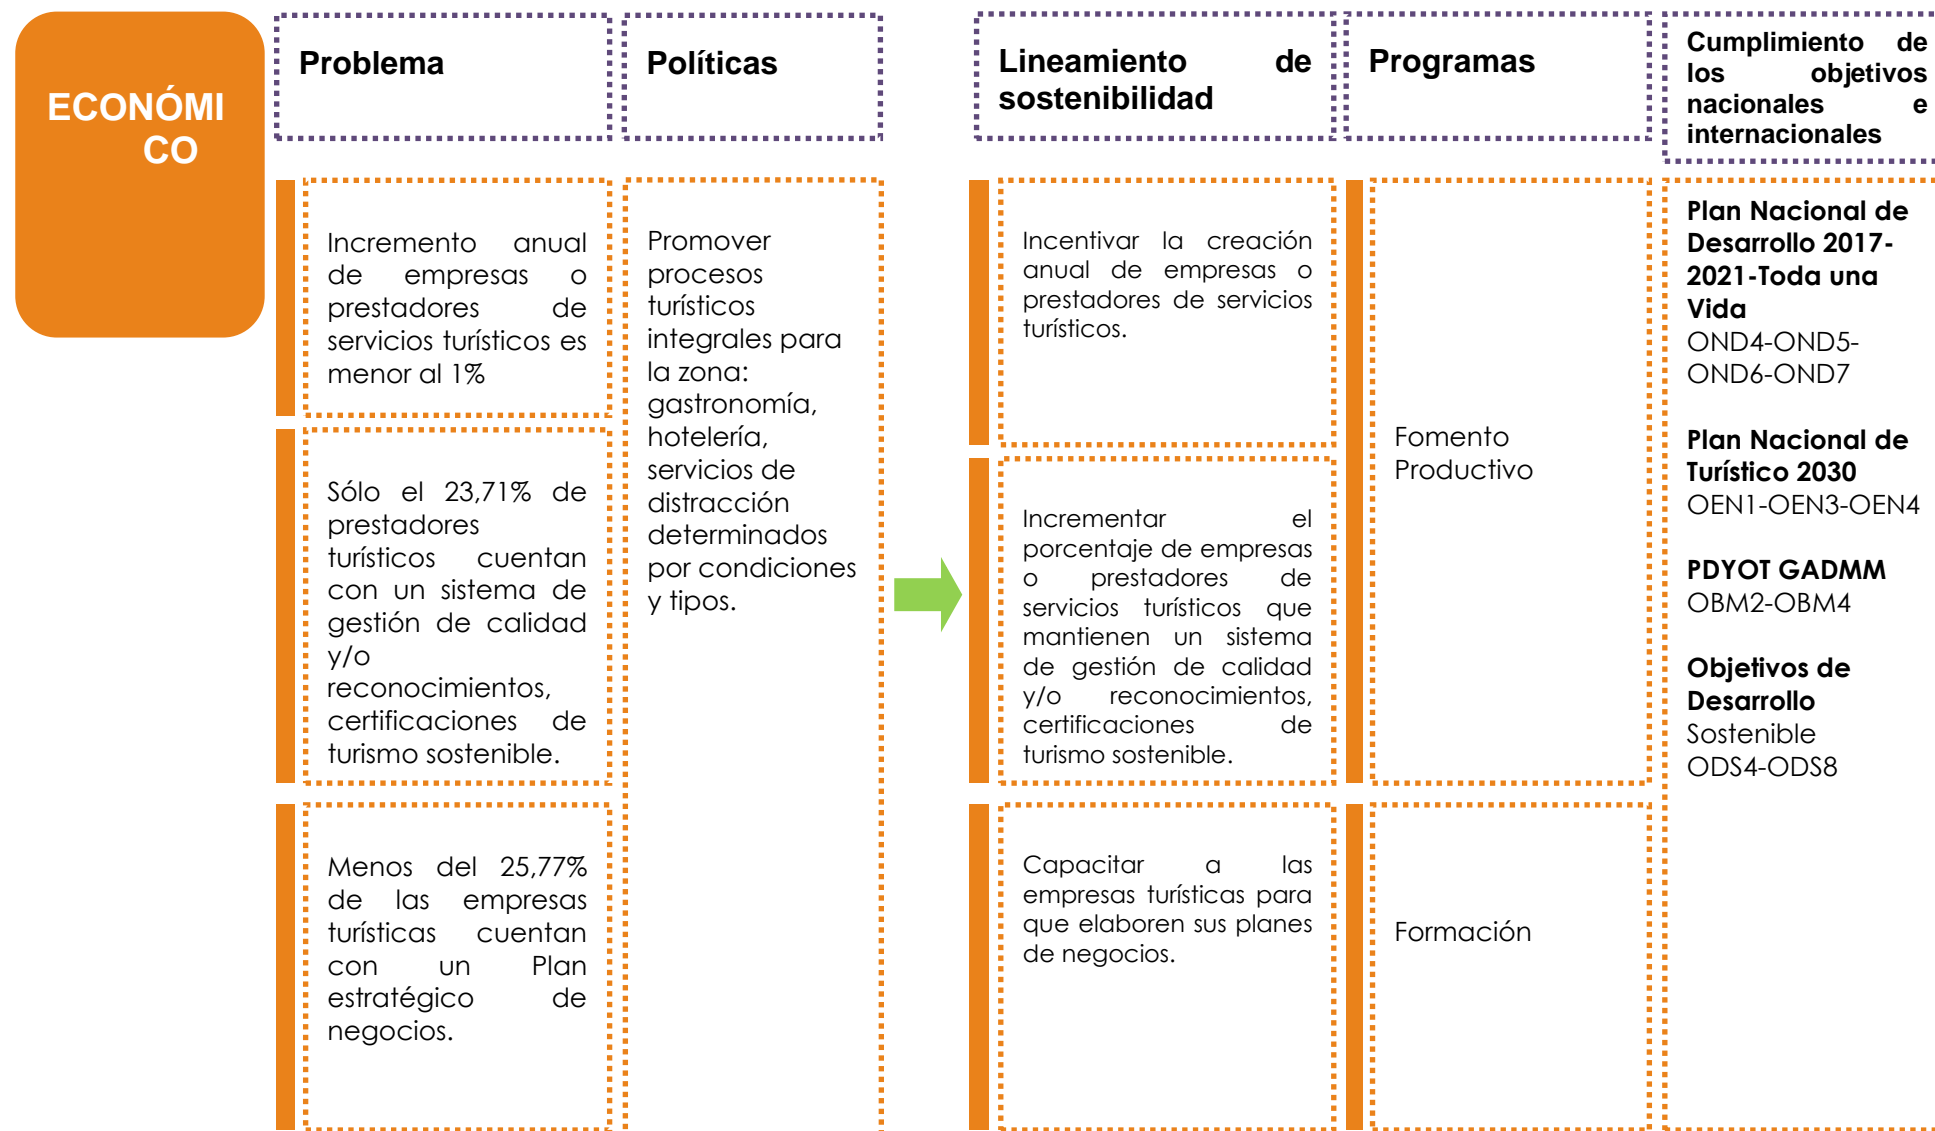 ECONÓMI
CO
Problema
Políticas
Lineamiento de
sostenibilidad
Programas
Cumplimiento de
los objetivos
nacionales e
internacionales
Incremento anual
de empresas o
prestadores de
servicios turísticos es
menor al 1%
Sólo el 23,71% de
prestadores
turísticos cuentan
con un sistema de
gestión de calidad
y/o
reconocimientos,
certificaciones de
turismo sostenible.
Menos del 25,77%
de las empresas
turísticas cuentan
con un Plan
estratégico de
negocios.
Promover
procesos
turísticos
integrales para
la zona:
gastronomía,
hotelería,
servicios de
distracción
determinados
por condiciones
y tipos.
Incentivar la creación
anual de empresas o
prestadores de servicios
turísticos.
Incrementar el
porcentaje de empresas
o prestadores de
servicios turísticos que
mantienen un sistema
de gestión de calidad
y/o reconocimientos,
certificaciones de
turismo sostenible.
Capacitar a las
empresas turísticas para
que elaboren sus planes
de negocios.
Fomento
Productivo
Formación
Plan Nacional de
Desarrollo 2017-
2021-Toda una
Vida
OND4-OND5-
OND6-OND7
Plan Nacional de
Turístico 2030
OEN1-OEN3-OEN4
PDYOT GADMM
OBM2-OBM4
Objetivos de
Desarrollo
Sostenible
ODS4-ODS8